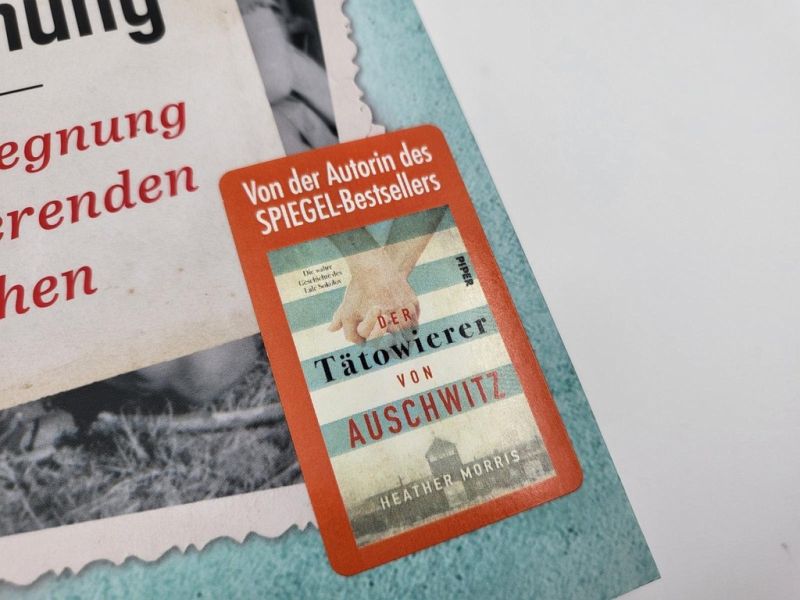 nung
egnung
erenden
hen
Von der Autorin des
SPIEGEL-Bestsellers
Die wahre
Geschichte des
Lale Sokolov
PIPER
DER
Tätowierer
VON
AUSCHWITZ
HEATHER MORRIS